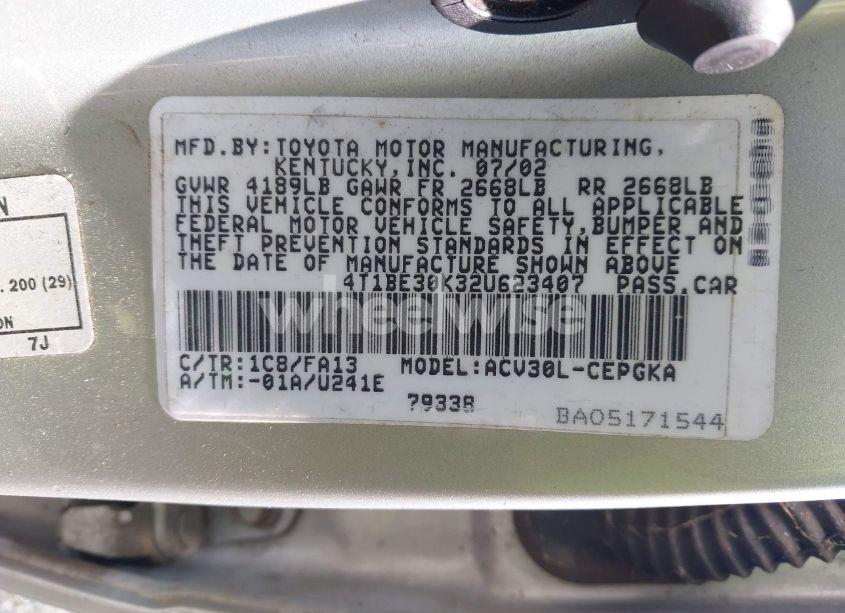 MFD.BY:TOYOTA MOTOR MANUFACTURING,
KENTUCKY,INC. 07/02
GVWR 4189LB GAWR FR 2668LB RR 2668LB
THIS VEHICLE CONFORMS TO ALL APPLICABLE
FEDERAL MOTOR VEHICLE SAFETY,BUMPER AND
THEFT PREVENTION STANDARDS IN EFFECT ON
THE DATE OF MANUFACTURE SHOWN ABOVE
4T1BE30K32U623407 PASS.CAR
wheelwise
C/TR:1C8/FA13 MODEL:ACV30L-CEPGKA
A/TM:-01A/U241E
79338
BA05171544
N
. 200 (29)
ON
7J